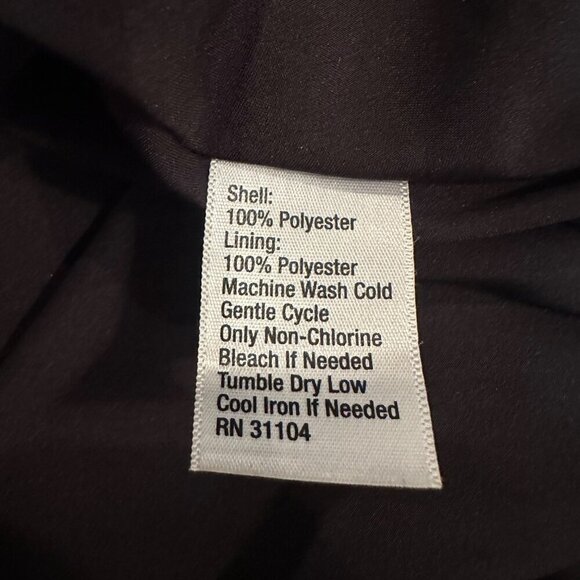 Shell:
100% Polyester
Lining:
100% Polyester
Machine Wash Cold
Gentle Cycle
Only Non-Chlorine
Bleach If Needed
Tumble Dry Low
Cool Iron If Needed
RN 31104